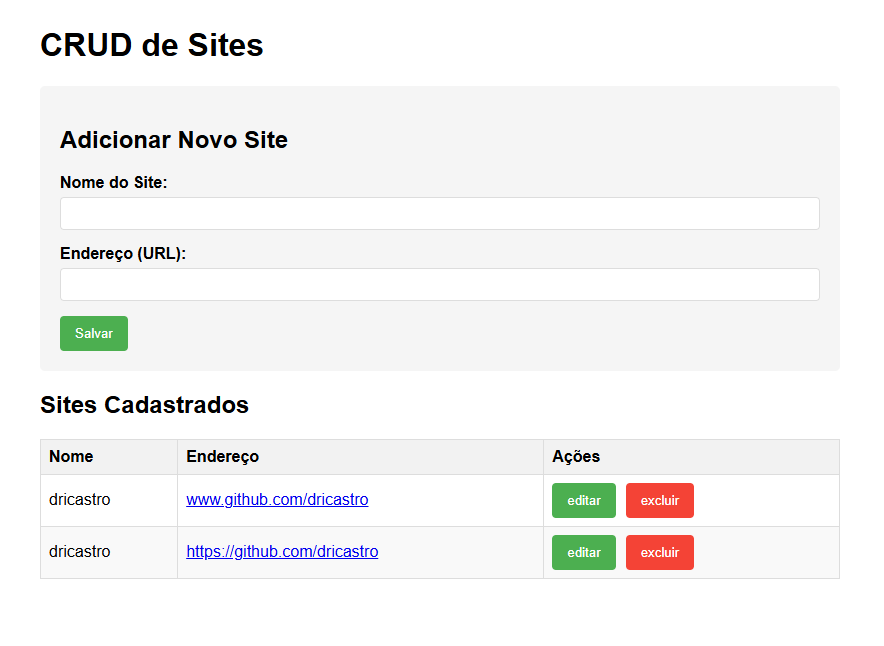 CRUD de Sites
Adicionar Novo Site
Nome do Site:
Endereço (URL):
Salvar
Sites Cadastrados
Nome Endereço Ações
dricastro www.github.com/dricastro editar excluir
dricastro https://github.com/dricastro editar excluir